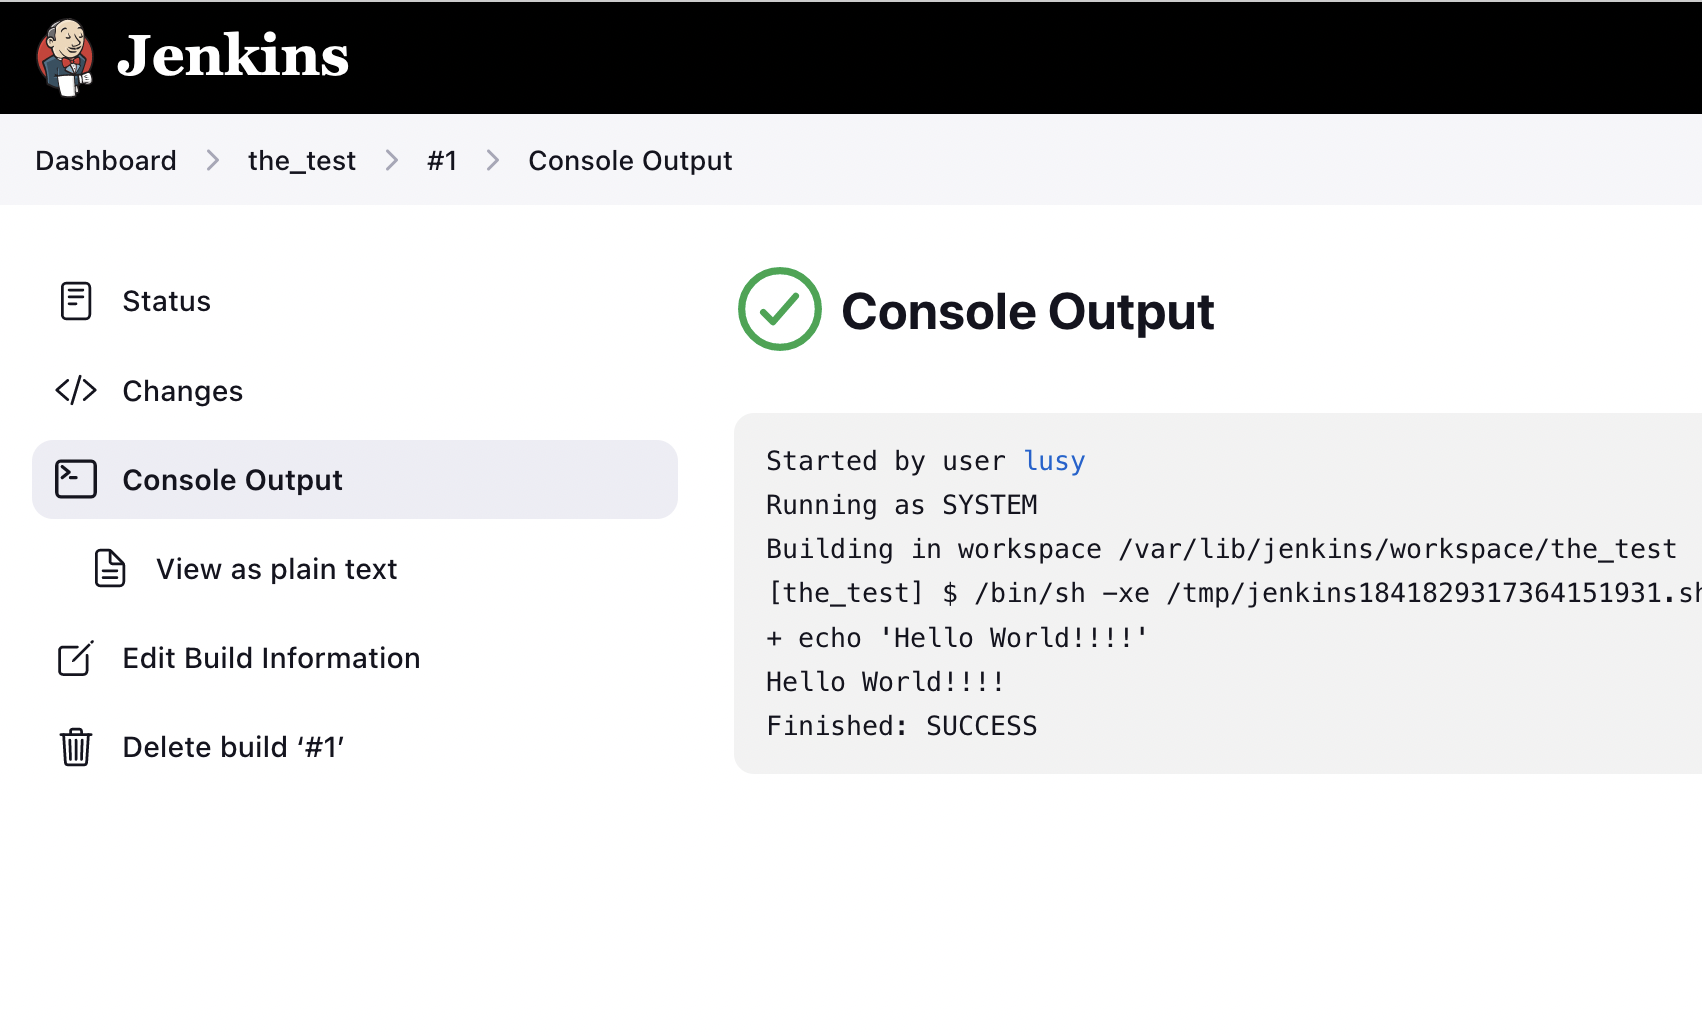 Jenkins
Dashboard > the_test > #1 > Console Output
Status
Changes
Console Output
View as plain text
Edit Build Information
Delete build ‘#1’
Console Output
Started by user lusy
Running as SYSTEM
Building in workspace /var/lib/jenkins/workspace/the_test
[the_test] $ /bin/sh -xe /tmp/jenkins1841829317364151931.sh
+ echo 'Hello World!!!!'
Hello World!!!!
Finished: SUCCESS